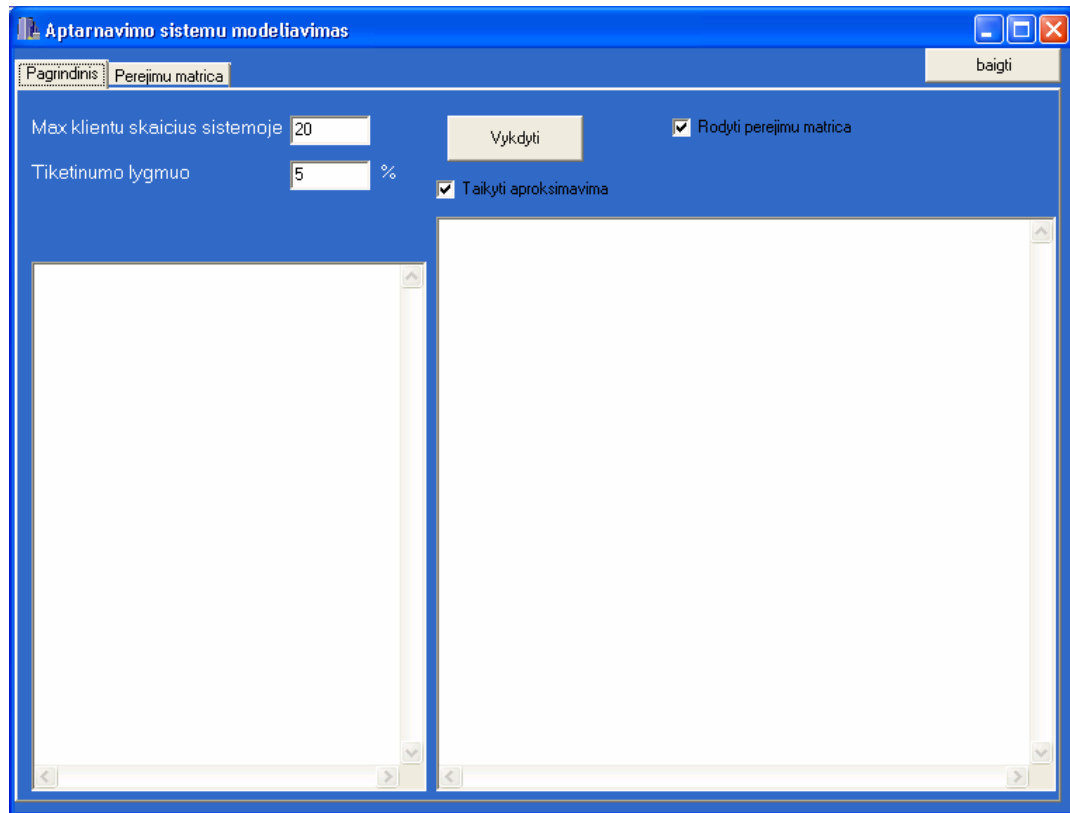 Aptarnavimo sistemu modeliavimas
baigti
Pagrindinis Perejimu matrica
Max klientu skaicius sistemoje 20
Vykdyti
Rodyti perejimu matrica
Tiketinumo lygmuo 5 %
Taikyti aproksimavima